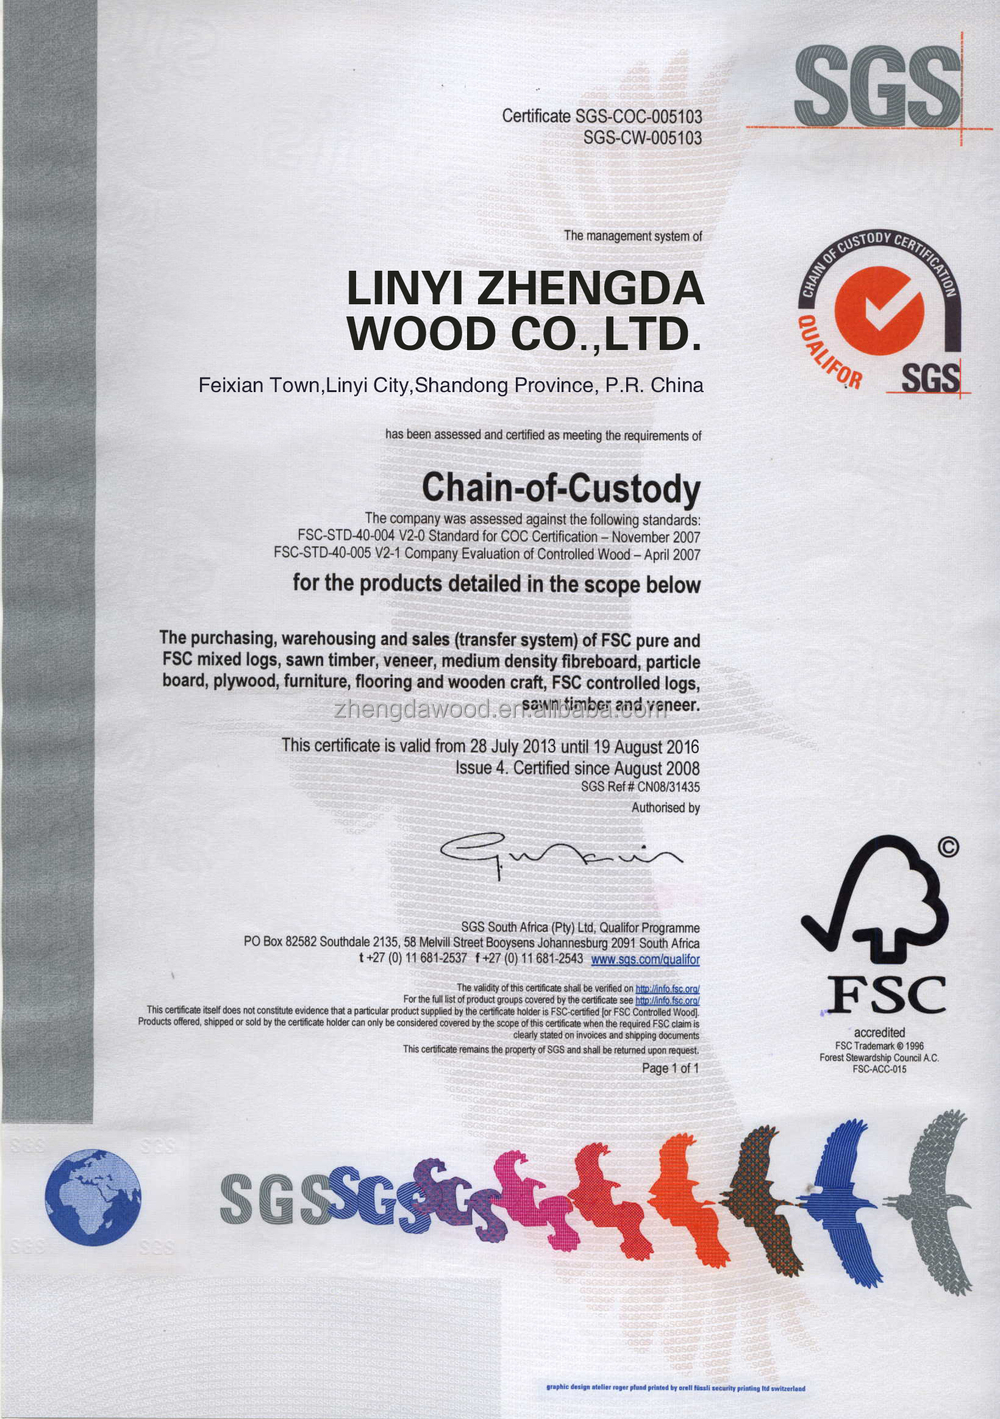 SGS
Certificate SGS-COC-005103
SGS-CW-005103
The management system of
LINYI ZHENGDA
WOOD CO.,LTD.
Feixian Town,Linyi City,Shandong Province, P.R. China
CHAIN OF CUSTODY CERTIFICATION
QUALIFOR
SGS
has been assessed and certified as meeting the requirements of
Chain-of-Custody
The company was assessed against the following standards:
FSC-STD-40-004 V2-0 Standard for COC Certification – November 2007
FSC-STD-40-005 V2-1 Company Evaluation of Controlled Wood – April 2007
for the products detailed in the scope below
The purchasing, warehousing and sales (transfer system) of FSC pure and
FSC mixed logs, sawn timber, veneer, medium density fibreboard, particle
board, plywood, furniture, flooring and wooden craft, FSC controlled logs,
sawn timber and veneer.
zhengdawood.en.alibaba.com
This certificate is valid from 28 July 2013 until 19 August 2016
Issue 4. Certified since August 2008
SGS Ref # CN08/31435
Authorised by
SGS South Africa (Pty) Ltd, Qualifor Programme
PO Box 82582 Southdale 2135, 58 Melvill Street Booysens Johannesburg 2091 South Africa
t +27 (0) 11 681-2537 f +27 (0) 11 681-2543 www.sgs.com/qualifor
The validity of this certificate shall be verified on http://info.fsc.org/
For the full list of product groups covered by the certificate see http://info.fsc.org/
This certificate itself does not constitute evidence that a particular product supplied by the certificate holder is FSC-certified [or FSC Controlled Wood].
Products offered, shipped or sold by the certificate holder can only be considered covered by the scope of this certificate when the required FSC claim is
clearly stated on invoices and shipping documents
This certificate remains the property of SGS and shall be returned upon request.
Page 1 of 1
©
FSC
accredited
FSC Trademark © 1996
Forest Stewardship Council A.C.
FSC-ACC-015
SGS SGS SGS
graphic design atelier roger pfund printed by orell füssli security printing ltd switzerland